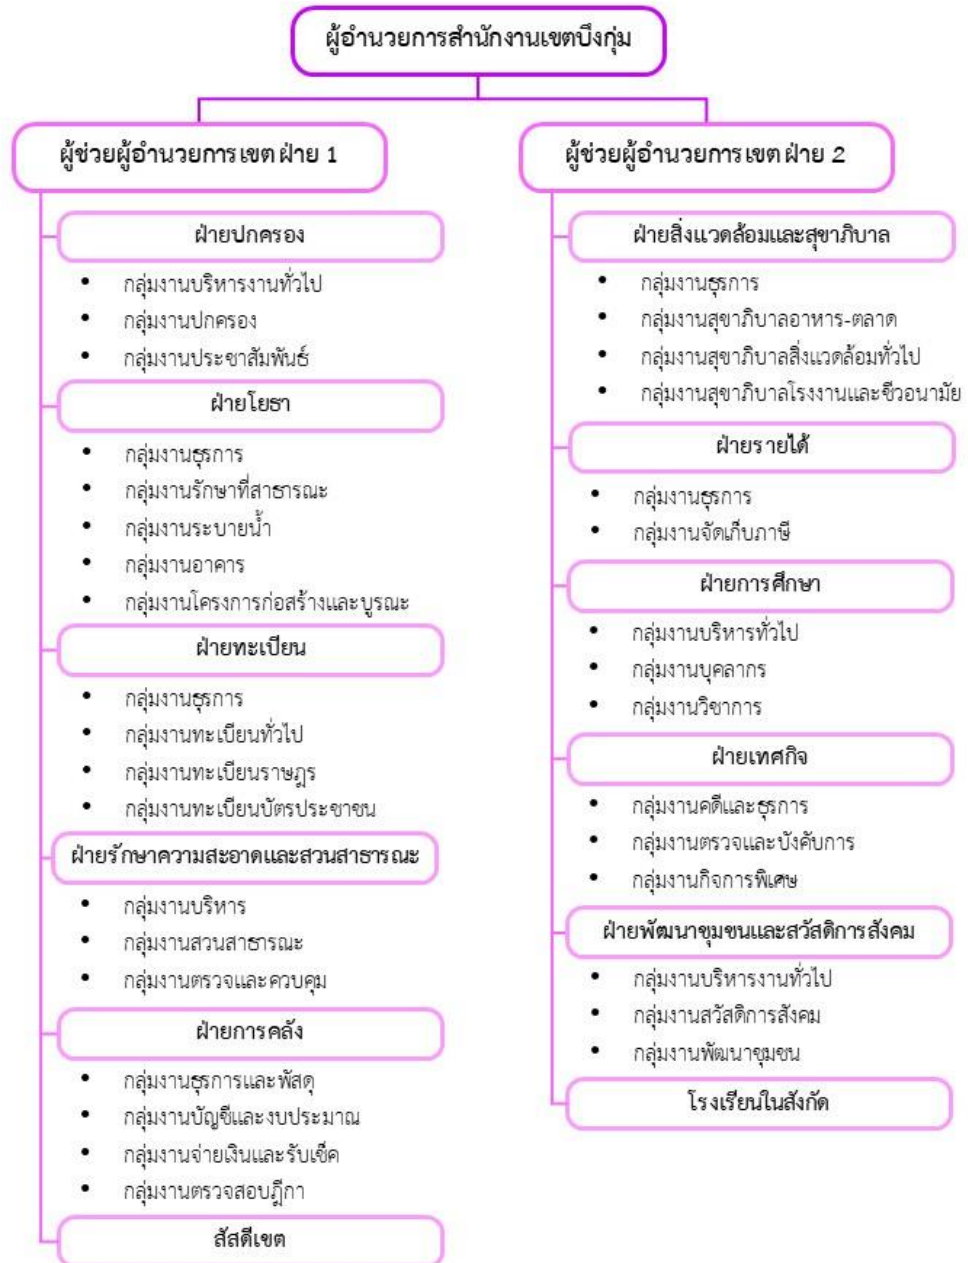 ผู้อำนวยการสำนักงานเขตบึงกุ่ม
ผู้ช่วยผู้อำนวยการเขต ฝ่าย 1
ฝ่ายปกครอง
• กลุ่มงานบริหารงานทั่วไป
• กลุ่มงานปกครอง
• กลุ่มงานประชาสัมพันธ์
ฝ่ายโยธา
• กลุ่มงานธุรการ
• กลุ่มงานรักษาที่สาธารณะ
• กลุ่มงานระบายน้ำ
• กลุ่มงานอาคาร
• กลุ่มงานโครงการก่อสร้างและบูรณะ
ฝ่ายทะเบียน
• กลุ่มงานธุรการ
• กลุ่มงานทะเบียนทั่วไป
• กลุ่มงานทะเบียนราษฎร
• กลุ่มงานทะเบียนบัตรประชาชน
ฝ่ายรักษาความสะอาดและสวนสาธารณะ
• กลุ่มงานบริหาร
• กลุ่มงานสวนสาธารณะ
• กลุ่มงานตรวจและควบคุม
ฝ่ายการคลัง
• กลุ่มงานธุรการและพัสดุ
• กลุ่มงานบัญชีและงบประมาณ
• กลุ่มงานจ่ายเงินและรับเช็ค
• กลุ่มงานตรวจสอบฎีกา
สัสดีเขต
ผู้ช่วยผู้อำนวยการเขต ฝ่าย 2
ฝ่ายสิ่งแวดล้อมและสุขาภิบาล
• กลุ่มงานธุรการ
• กลุ่มงานสุขาภิบาลอาหาร-ตลาด
• กลุ่มงานสุขาภิบาลสิ่งแวดล้อมทั่วไป
• กลุ่มงานสุขาภิบาลโรงงานและชีวอนามัย
ฝ่ายรายได้
• กลุ่มงานธุรการ
• กลุ่มงานจัดเก็บภาษี
ฝ่ายการศึกษา
• กลุ่มงานบริหารทั่วไป
• กลุ่มงานบุคลากร
• กลุ่มงานวิชาการ
ฝ่ายเทศกิจ
• กลุ่มงานคดีและธุรการ
• กลุ่มงานตรวจและบังคับการ
• กลุ่มงานกิจการพิเศษ
ฝ่ายพัฒนาชุมชนและสวัสดิการสังคม
• กลุ่มงานบริหารงานทั่วไป
• กลุ่มงานสวัสดิการสังคม
• กลุ่มงานพัฒนาชุมชน
โรงเรียนในสังกัด